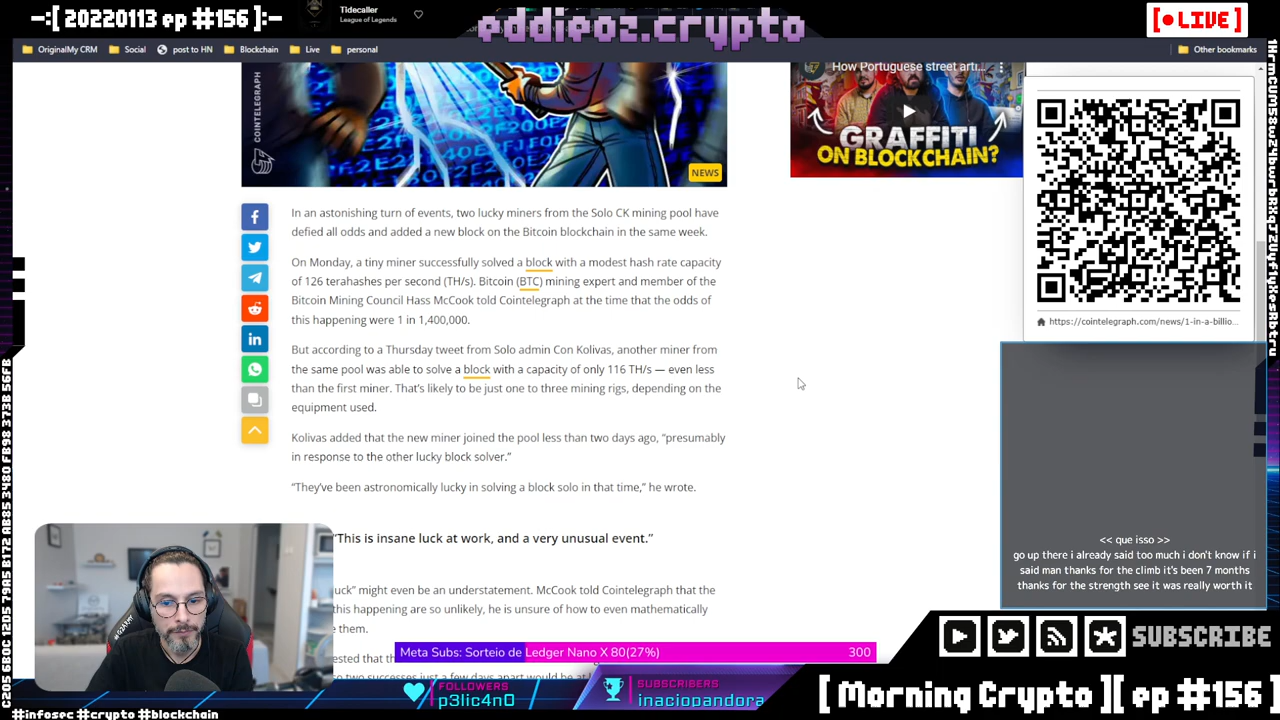 -:[ 20220113 ep #156 ]:-
Tidecaller
League of Legends
eddieoz.crypto
[ LIVE ]
OriginalMy CRM
Social
post to HN
Blockchain
Live
personal
Other bookmarks
COINTELEGRAPH
NEWS
How Portuguese street arti...
GRAFFITI
ON BLOCKCHAIN?
https://cointelegraph.com/news/1-in-a-billio...
In an astonishing turn of events, two lucky miners from the Solo CK mining pool have
defied all odds and added a new block on the Bitcoin blockchain in the same week.
On Monday, a tiny miner successfully solved a block with a modest hash rate capacity
of 126 terahashes per second (TH/s). Bitcoin (BTC) mining expert and member of the
Bitcoin Mining Council Hass McCook told Cointelegraph at the time that the odds of
this happening were 1 in 1,400,000.
But according to a Thursday tweet from Solo admin Con Kolivas, another miner from
the same pool was able to solve a block with a capacity of only 116 TH/s — even less
than the first miner. That's likely to be just one to three mining rigs, depending on the
equipment used.
Kolivas added that the new miner joined the pool less than two days ago, "presumably
in response to the other lucky block solver."
"They've been astronomically lucky in solving a block solo in that time," he wrote.
"This is insane luck at work, and a very unusual event."
uck" might even be an understatement. McCook told Cointelegraph that the
this happening are so unlikely, he is unsure of how to even mathematically
e them.
ested that th
<< que isso >>
go up there i already said too much i don't know if i
said man thanks for the climb it's been 7 months
thanks for the strength see it was really worth it
Meta Subs: Sorteio de Ledger Nano X 80(27%)
300
FOLLOWERS
p3lic4n0
SUBSCRIBERS
inaciopandora
SUBSCRIBE
[ Morning Crypto ][ ep #156 ]
#infosec #crypto #blockchain